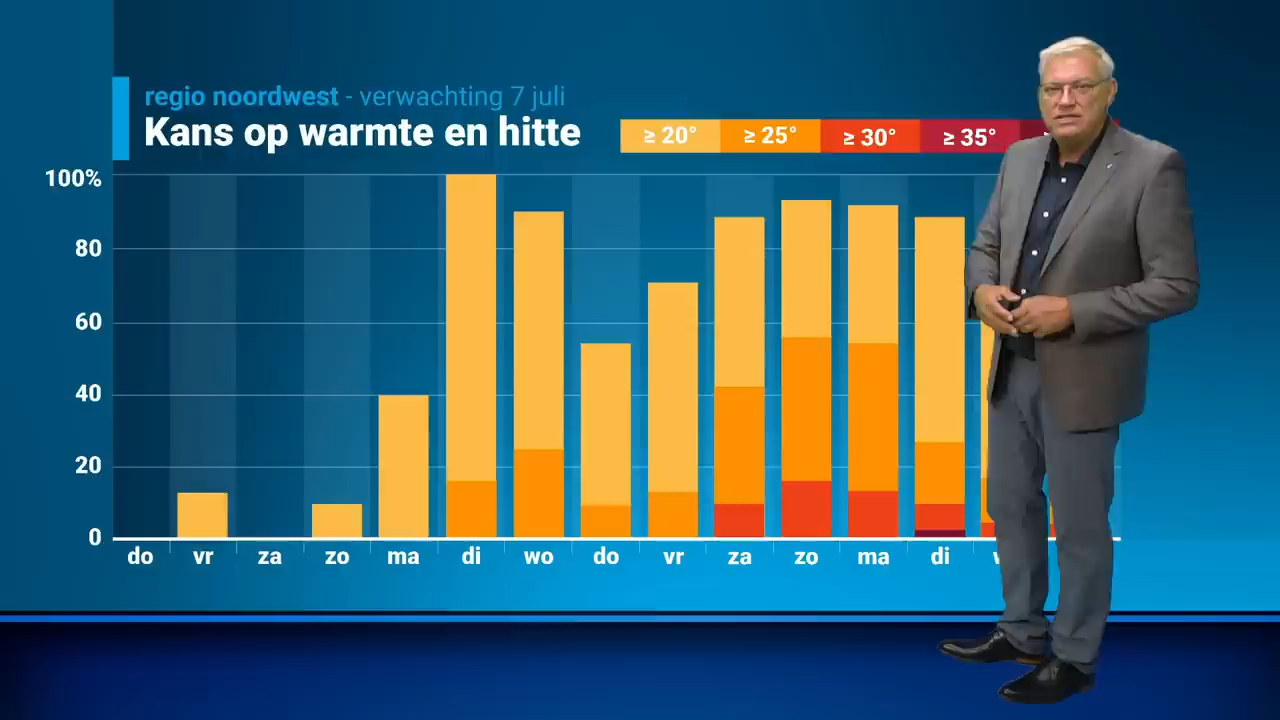 regio noordwest - verwachting 7 juli
Kans op warmte en hitte
≥ 20° ≥ 25° ≥ 30° ≥ 35°
100%
80
60
40
20
0
do vr za zo ma di wo do vr za zo ma di